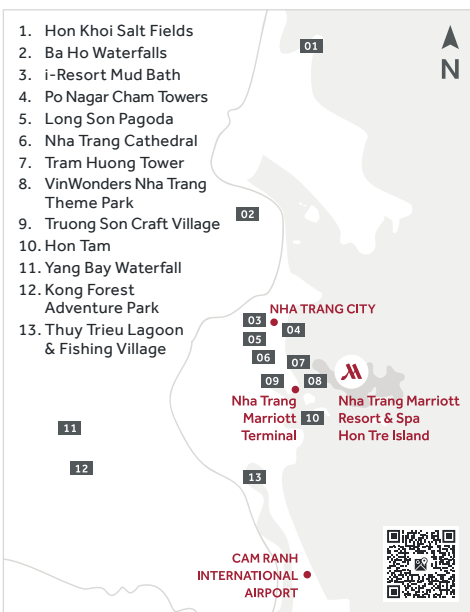 1. Hon Khoi Salt Fields
2. Ba Ho Waterfalls
3. i-Resort Mud Bath
4. Po Nagar Cham Towers
5. Long Son Pagoda
6. Nha Trang Cathedral
7. Tram Huong Tower
8. VinWonders Nha Trang
Theme Park
9. Truong Son Craft Village
10. Hon Tam
11. Yang Bay Waterfall
12. Kong Forest
Adventure Park
13. Thuy Trieu Lagoon
& Fishing Village
01
N
02
03
NHA TRANG CITY
04
05
06
07
09
08
Nha Trang
Marriott
Terminal
10
Nha Trang Marriott
Resort & Spa
Hon Tre Island
11
12
13
CAM RANH
INTERNATIONAL
AIRPORT